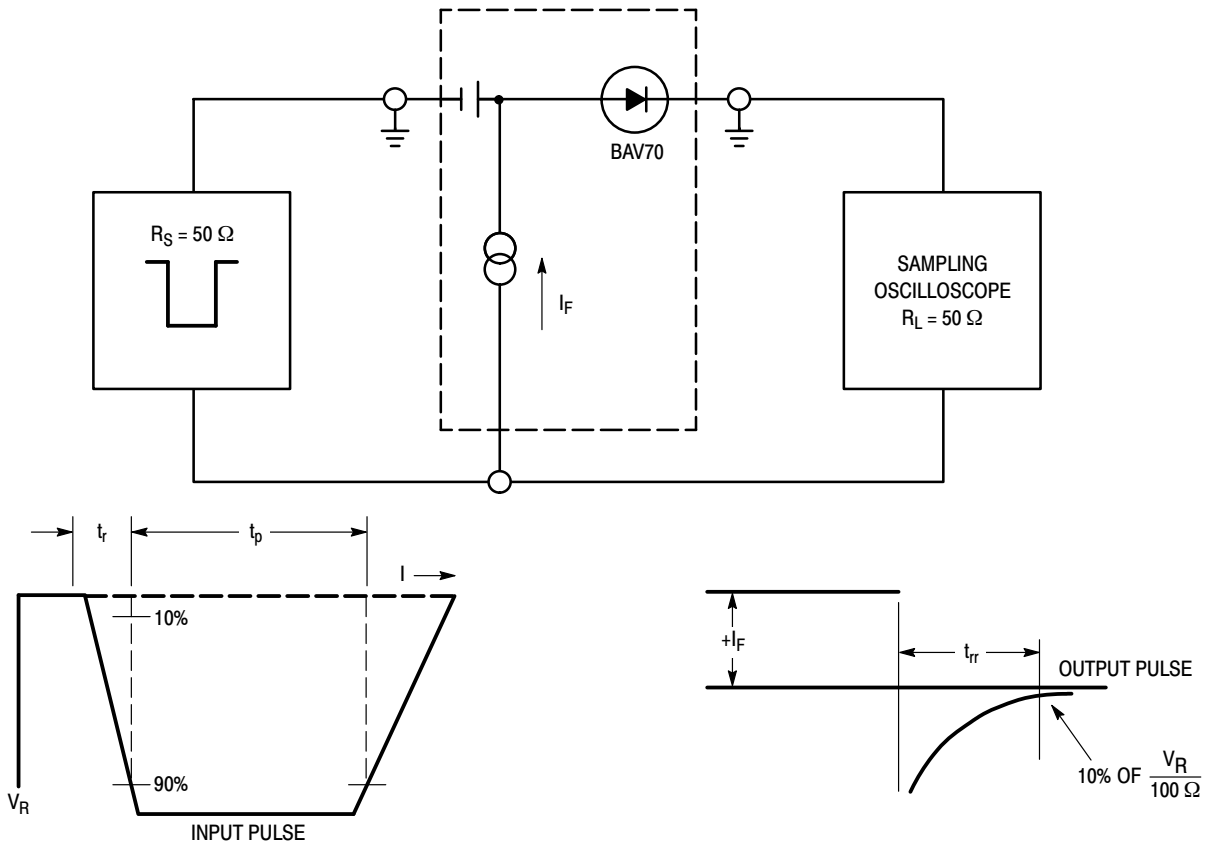 BAV70
R_S = 50 Ω
I_F
SAMPLING
OSCILLOSCOPE
R_L = 50 Ω
t_r
t_p
I
10%
90%
V_R
INPUT PULSE
+I_F
t_rr
OUTPUT PULSE
10% OF V_R
100 Ω